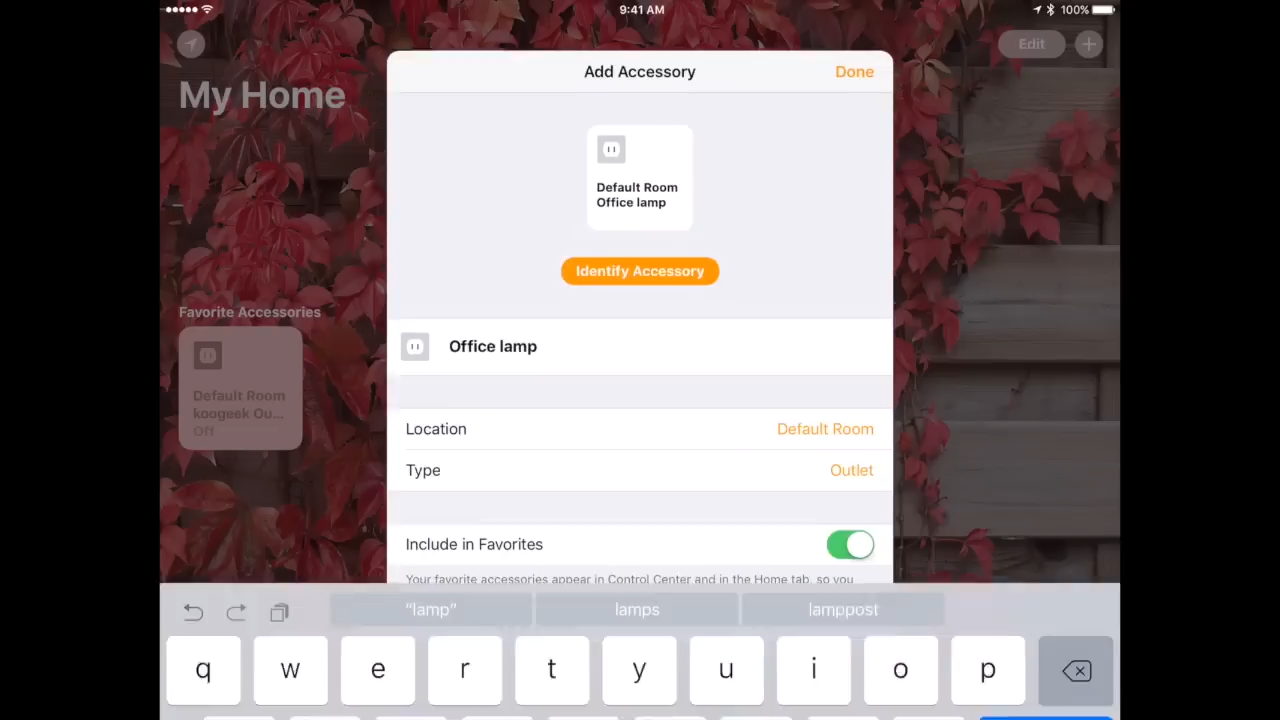 9:41 AM
100%
Edit
My Home
Add Accessory
Done
Default Room
Office lamp
Identify Accessory
Favorite Accessories
Default Room
koogeek Ou...
Off
Office lamp
Location
Default Room
Type
Outlet
Include in Favorites
Your favorite accessories appear in Control Center and in the Home tab, so you
“lamp”
lamps
lamppost
q w e r t y u i o p